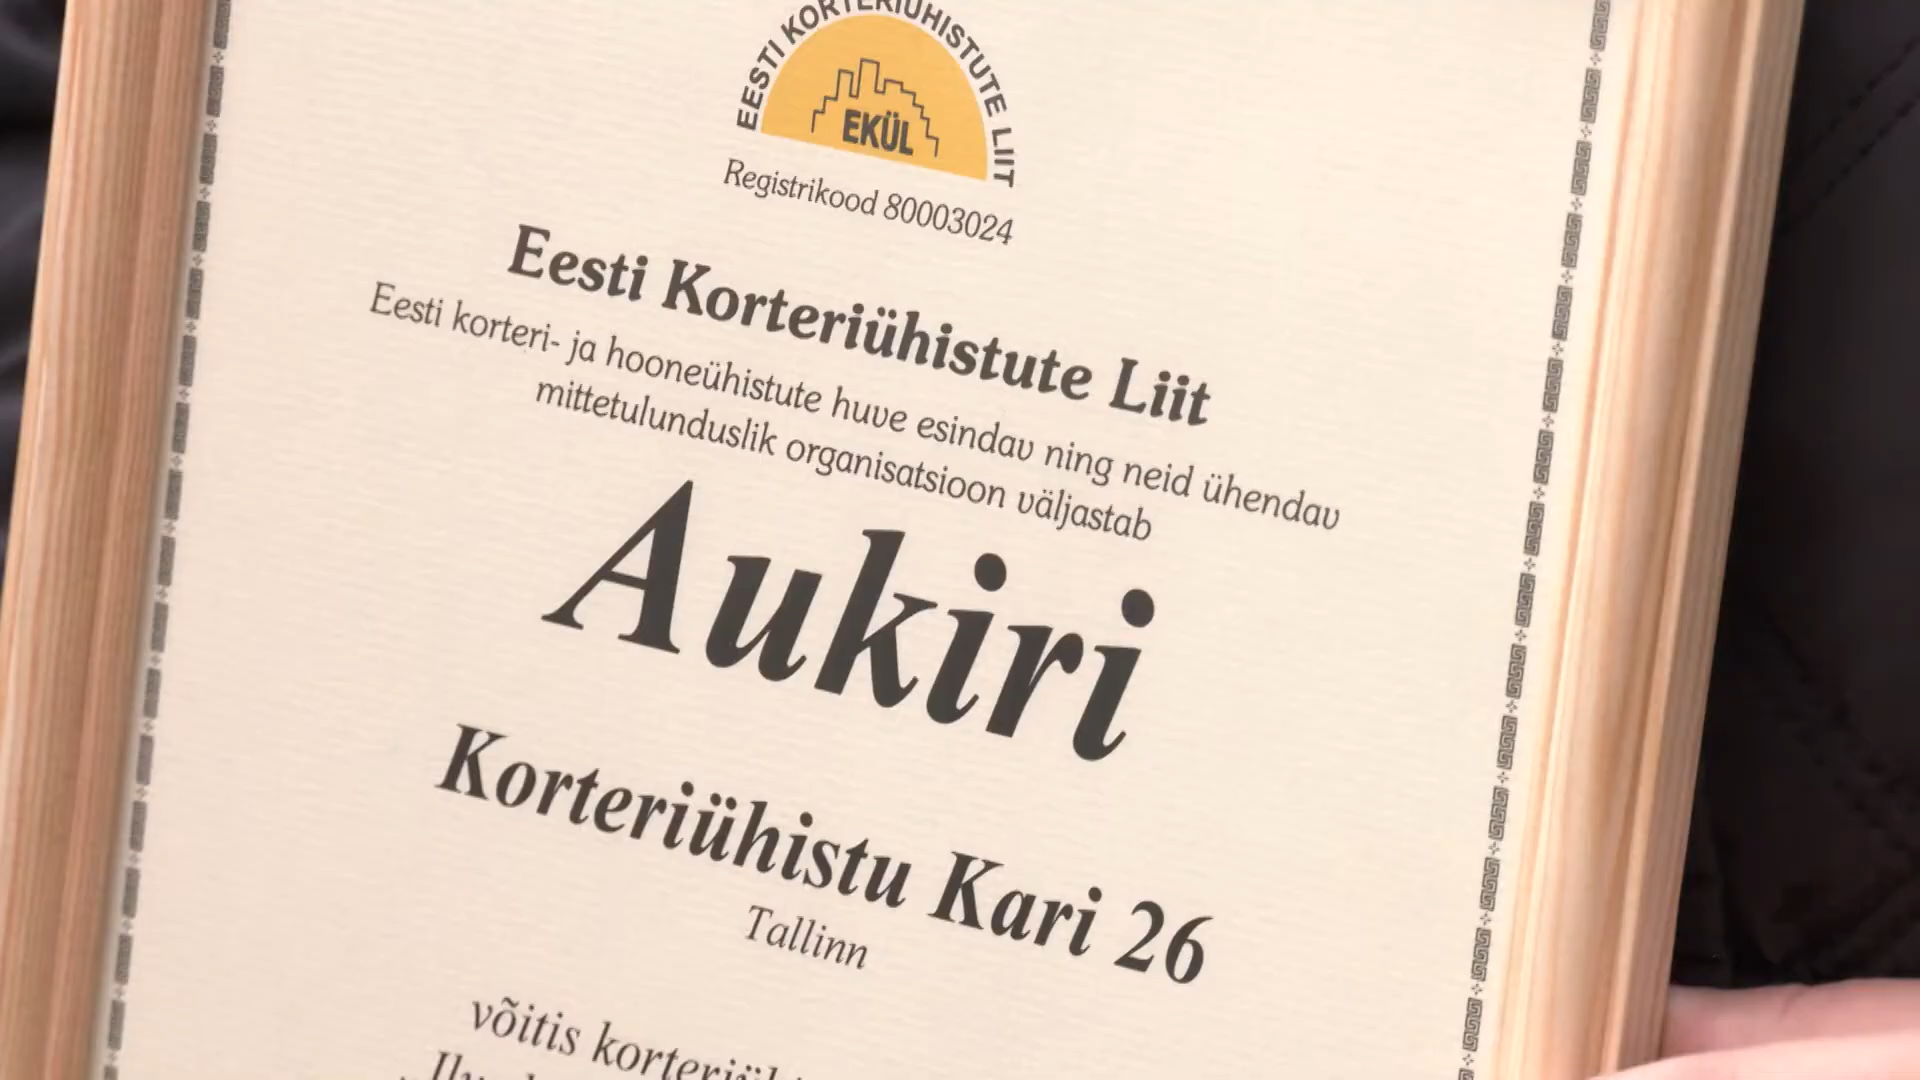 EESTI KORTERIÜHISTUTE LIIT
EKÜL
Registrikood 80003024
Eesti Korteriühistute Liit
Eesti korteri- ja hooneühistute huve esindav ning neid ühendav
mittetulunduslik organisatsioon väljastab
Aukiri
Korteriühistu Kari 26
Tallinn
võitis